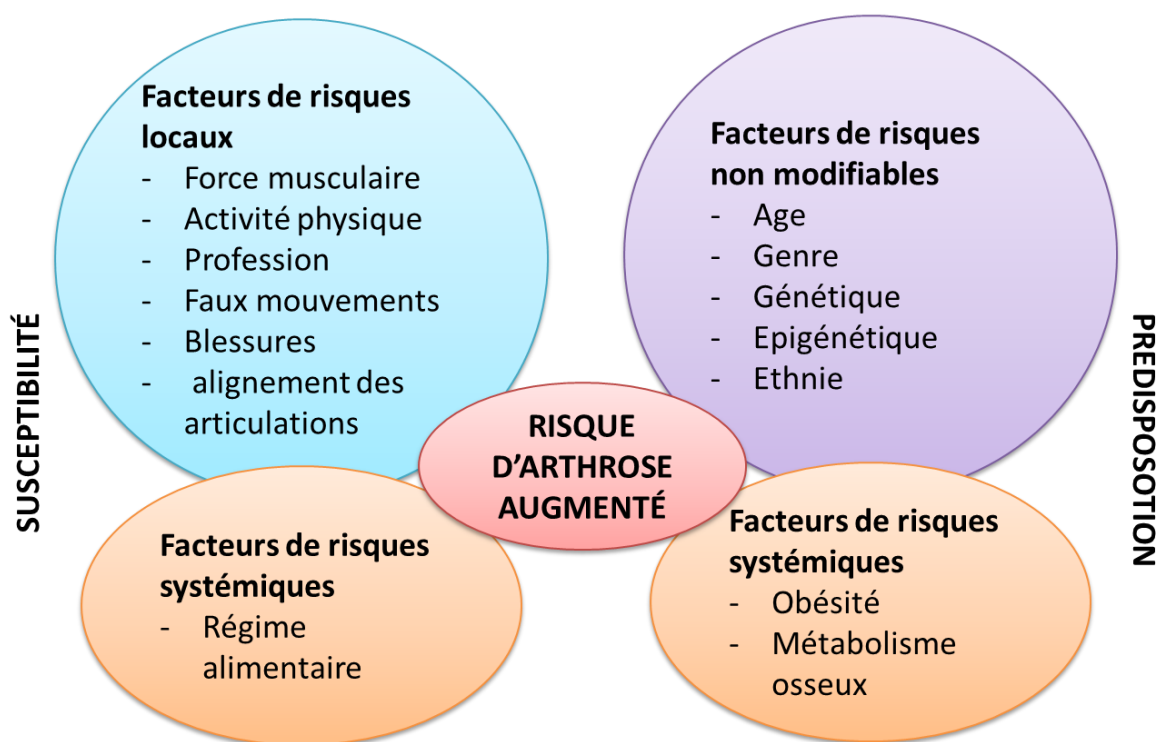 Facteurs de risques
locaux
- Force musculaire
- Activité physique
- Profession
- Faux mouvements
- Blessures
- alignement des
articulations
Facteurs de risques
non modifiables
- Age
- Genre
- Génétique
- Epigénétique
- Ethnie
SUSCEPTIBILITÉ
PREDISPOSOTION
RISQUE
D’ARTHROSE
AUGMENTÉ
Facteurs de risques
systémiques
- Régime
alimentaire
Facteurs de risques
systémiques
- Obésité
- Métabolisme
osseux